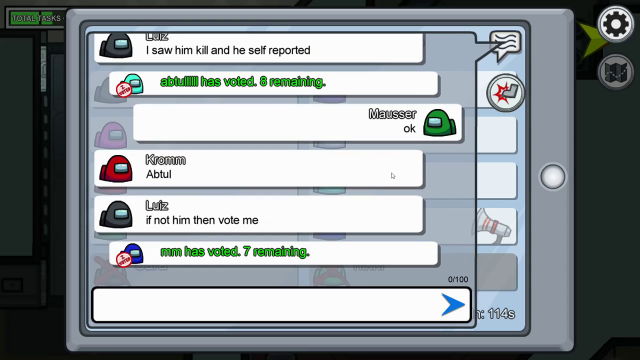 TOTAL TASKS
Luiz
I saw him kill and he self reported
has voted. 8 remaining.
Mausser
ok
Kromm
Abtul
Luiz
if not him then vote me
mm has voted. 7 remaining.
0/100
114s